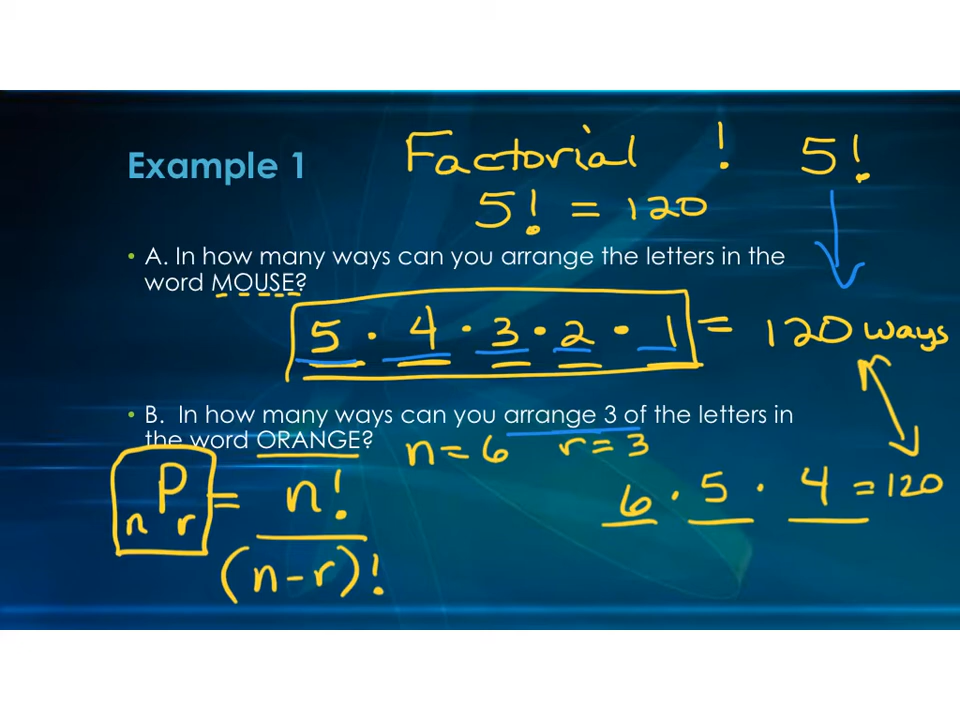 Example 1
Factorial ! 5!
5! = 120
• A. In how many ways can you arrange the letters in the
word MOUSE?
5 · 4 · 3 · 2 · 1 = 120 ways
• B. In how many ways can you arrange 3 of the letters in
the word ORANGE?
n = 6 r = 3
6 · 5 · 4 = 120
nPr = n!
(n-r)!